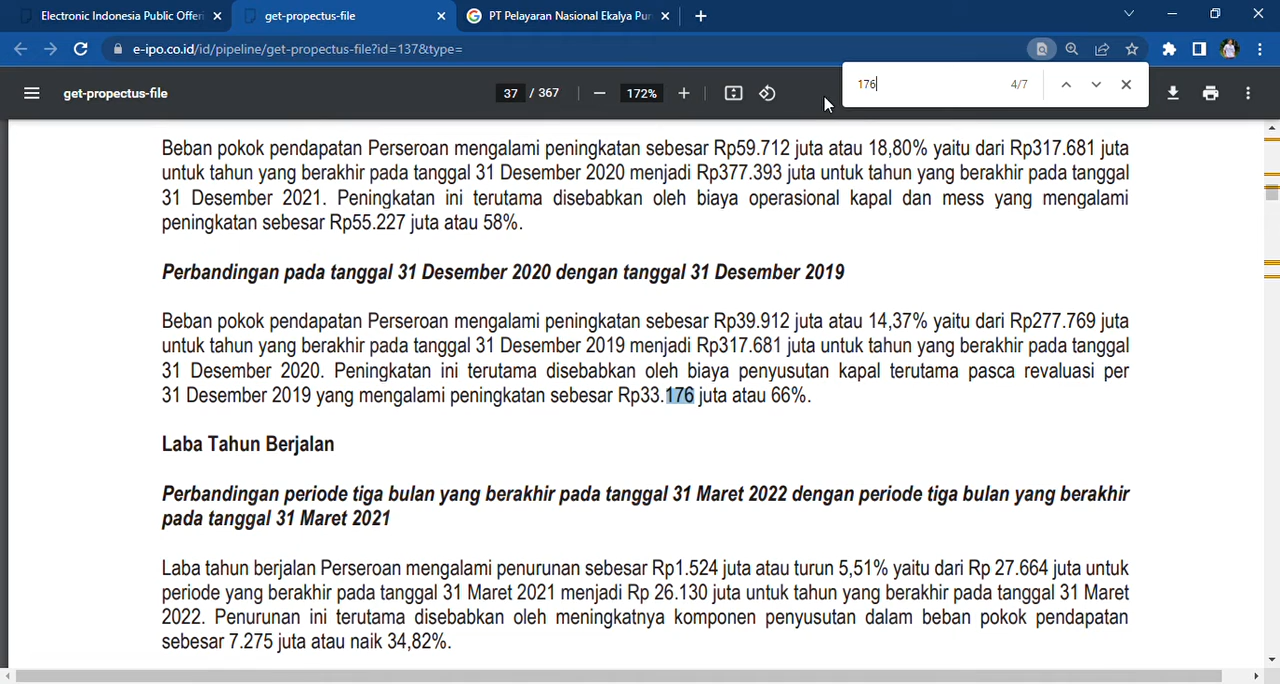 Electronic Indonesia Public Offeri
get-propectus-file
PT Pelayaran Nasional Ekalya Pur
e-ipo.co.id/id/pipeline/get-propectus-file?id=137&type=
176
4/7
get-propectus-file
37 / 367
172%
Beban pokok pendapatan Perseroan mengalami peningkatan sebesar Rp59.712 juta atau 18,80% yaitu dari Rp317.681 juta
untuk tahun yang berakhir pada tanggal 31 Desember 2020 menjadi Rp377.393 juta untuk tahun yang berakhir pada tanggal
31 Desember 2021. Peningkatan ini terutama disebabkan oleh biaya operasional kapal dan mess yang mengalami
peningkatan sebesar Rp55.227 juta atau 58%.
Perbandingan pada tanggal 31 Desember 2020 dengan tanggal 31 Desember 2019
Beban pokok pendapatan Perseroan mengalami peningkatan sebesar Rp39.912 juta atau 14,37% yaitu dari Rp277.769 juta
untuk tahun yang berakhir pada tanggal 31 Desember 2019 menjadi Rp317.681 juta untuk tahun yang berakhir pada tanggal
31 Desember 2020. Peningkatan ini terutama disebabkan oleh biaya penyusutan kapal terutama pasca revaluasi per
31 Desember 2019 yang mengalami peningkatan sebesar Rp33.176 juta atau 66%.
Laba Tahun Berjalan
Perbandingan periode tiga bulan yang berakhir pada tanggal 31 Maret 2022 dengan periode tiga bulan yang berakhir
pada tanggal 31 Maret 2021
Laba tahun berjalan Perseroan mengalami penurunan sebesar Rp1.524 juta atau turun 5,51% yaitu dari Rp 27.664 juta untuk
periode yang berakhir pada tanggal 31 Maret 2021 menjadi Rp 26.130 juta untuk tahun yang berakhir pada tanggal 31 Maret
2022. Penurunan ini terutama disebabkan oleh meningkatnya komponen penyusutan dalam beban pokok pendapatan
sebesar 7.275 juta atau naik 34,82%.